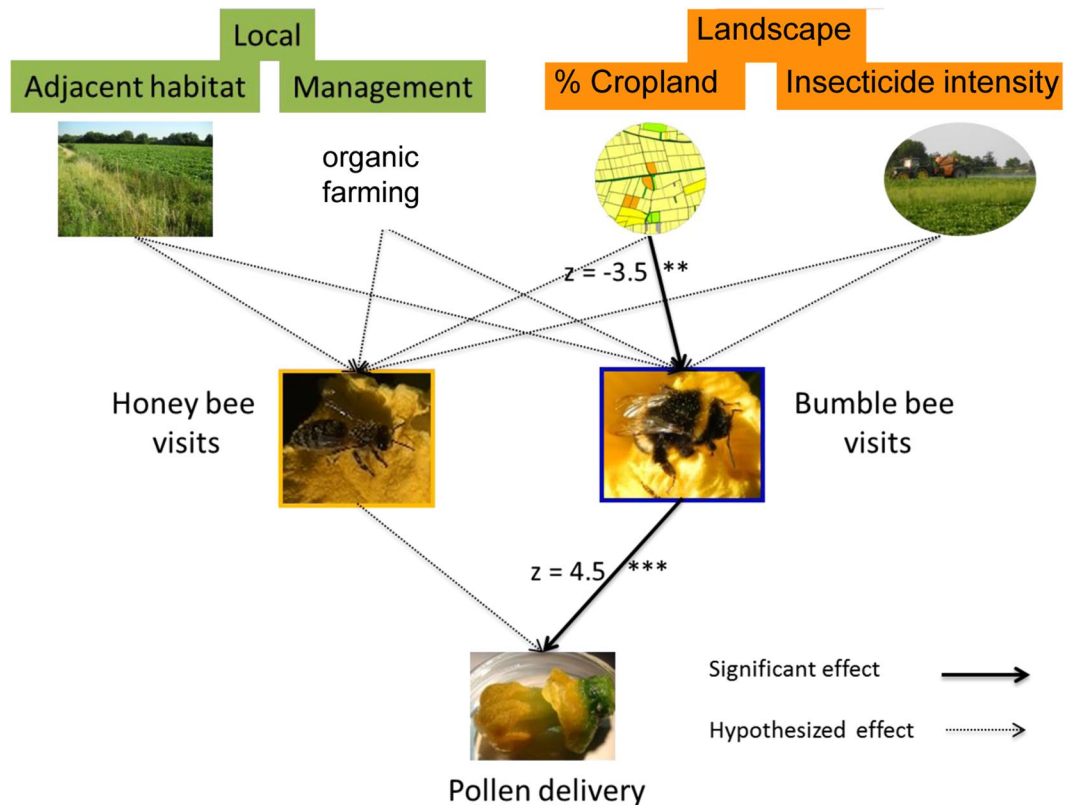 Local
Landscape
Adjacent habitat
Management
% Cropland
Insecticide intensity
organic
farming
z = -3.5 **
Honey bee
visits
Bumble bee
visits
z = 4.5 ***
Significant effect
Hypothesized effect
Pollen delivery